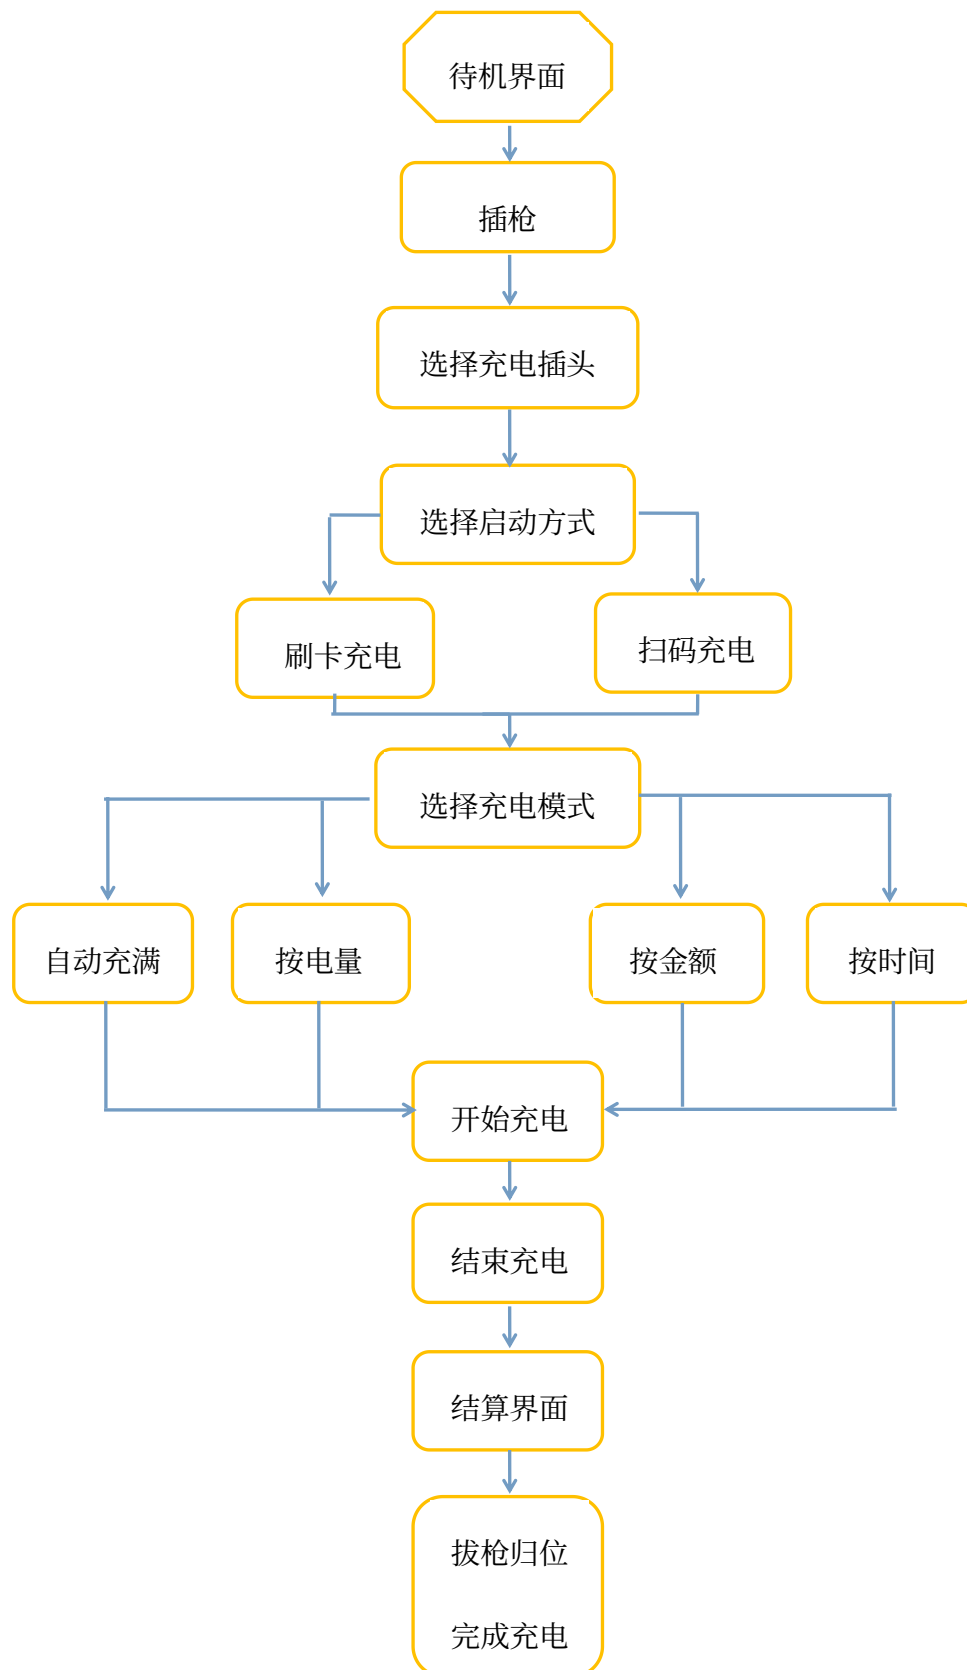 待机界面
插枪
选择充电插头
选择启动方式
刷卡充电
扫码充电
选择充电模式
自动充满
按电量
按金额
按时间
开始充电
结束充电
结算界面
拔枪归位
完成充电